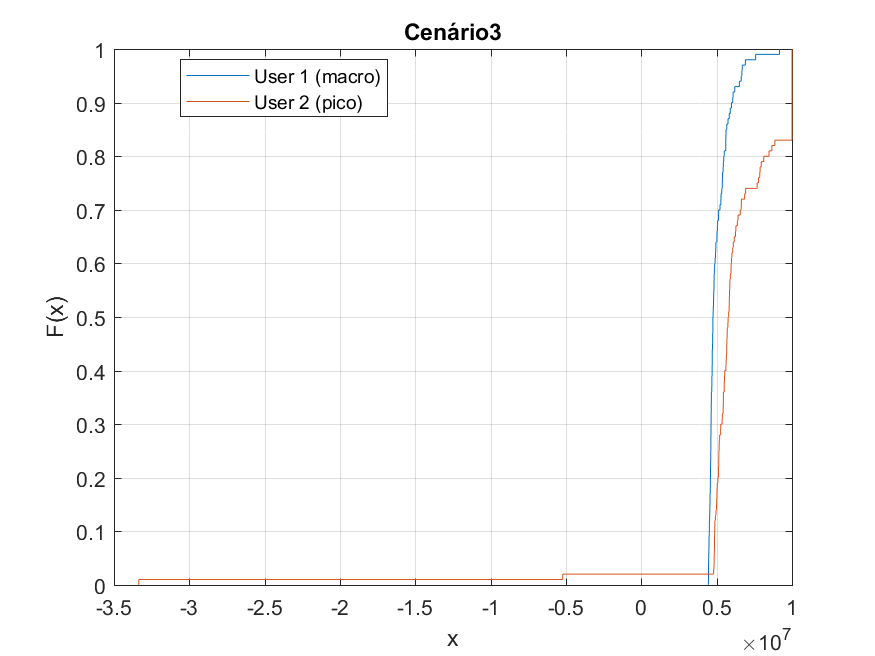 Cenário3
User 1 (macro)
User 2 (pico)
1
0.9
0.8
0.7
0.6
0.5
0.4
0.3
0.2
0.1
0
F(x)
-3.5 -3 -2.5 -2 -1.5 -1 -0.5 0 0.5 1
x
×10⁷